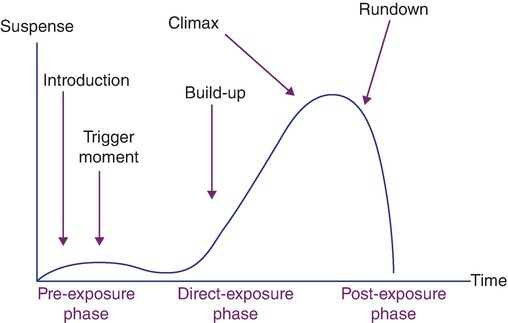 Suspense
Introduction
Trigger
moment
Build-up
Climax
Rundown
Time
Pre-exposure
phase
Direct-exposure
phase
Post-exposure
phase